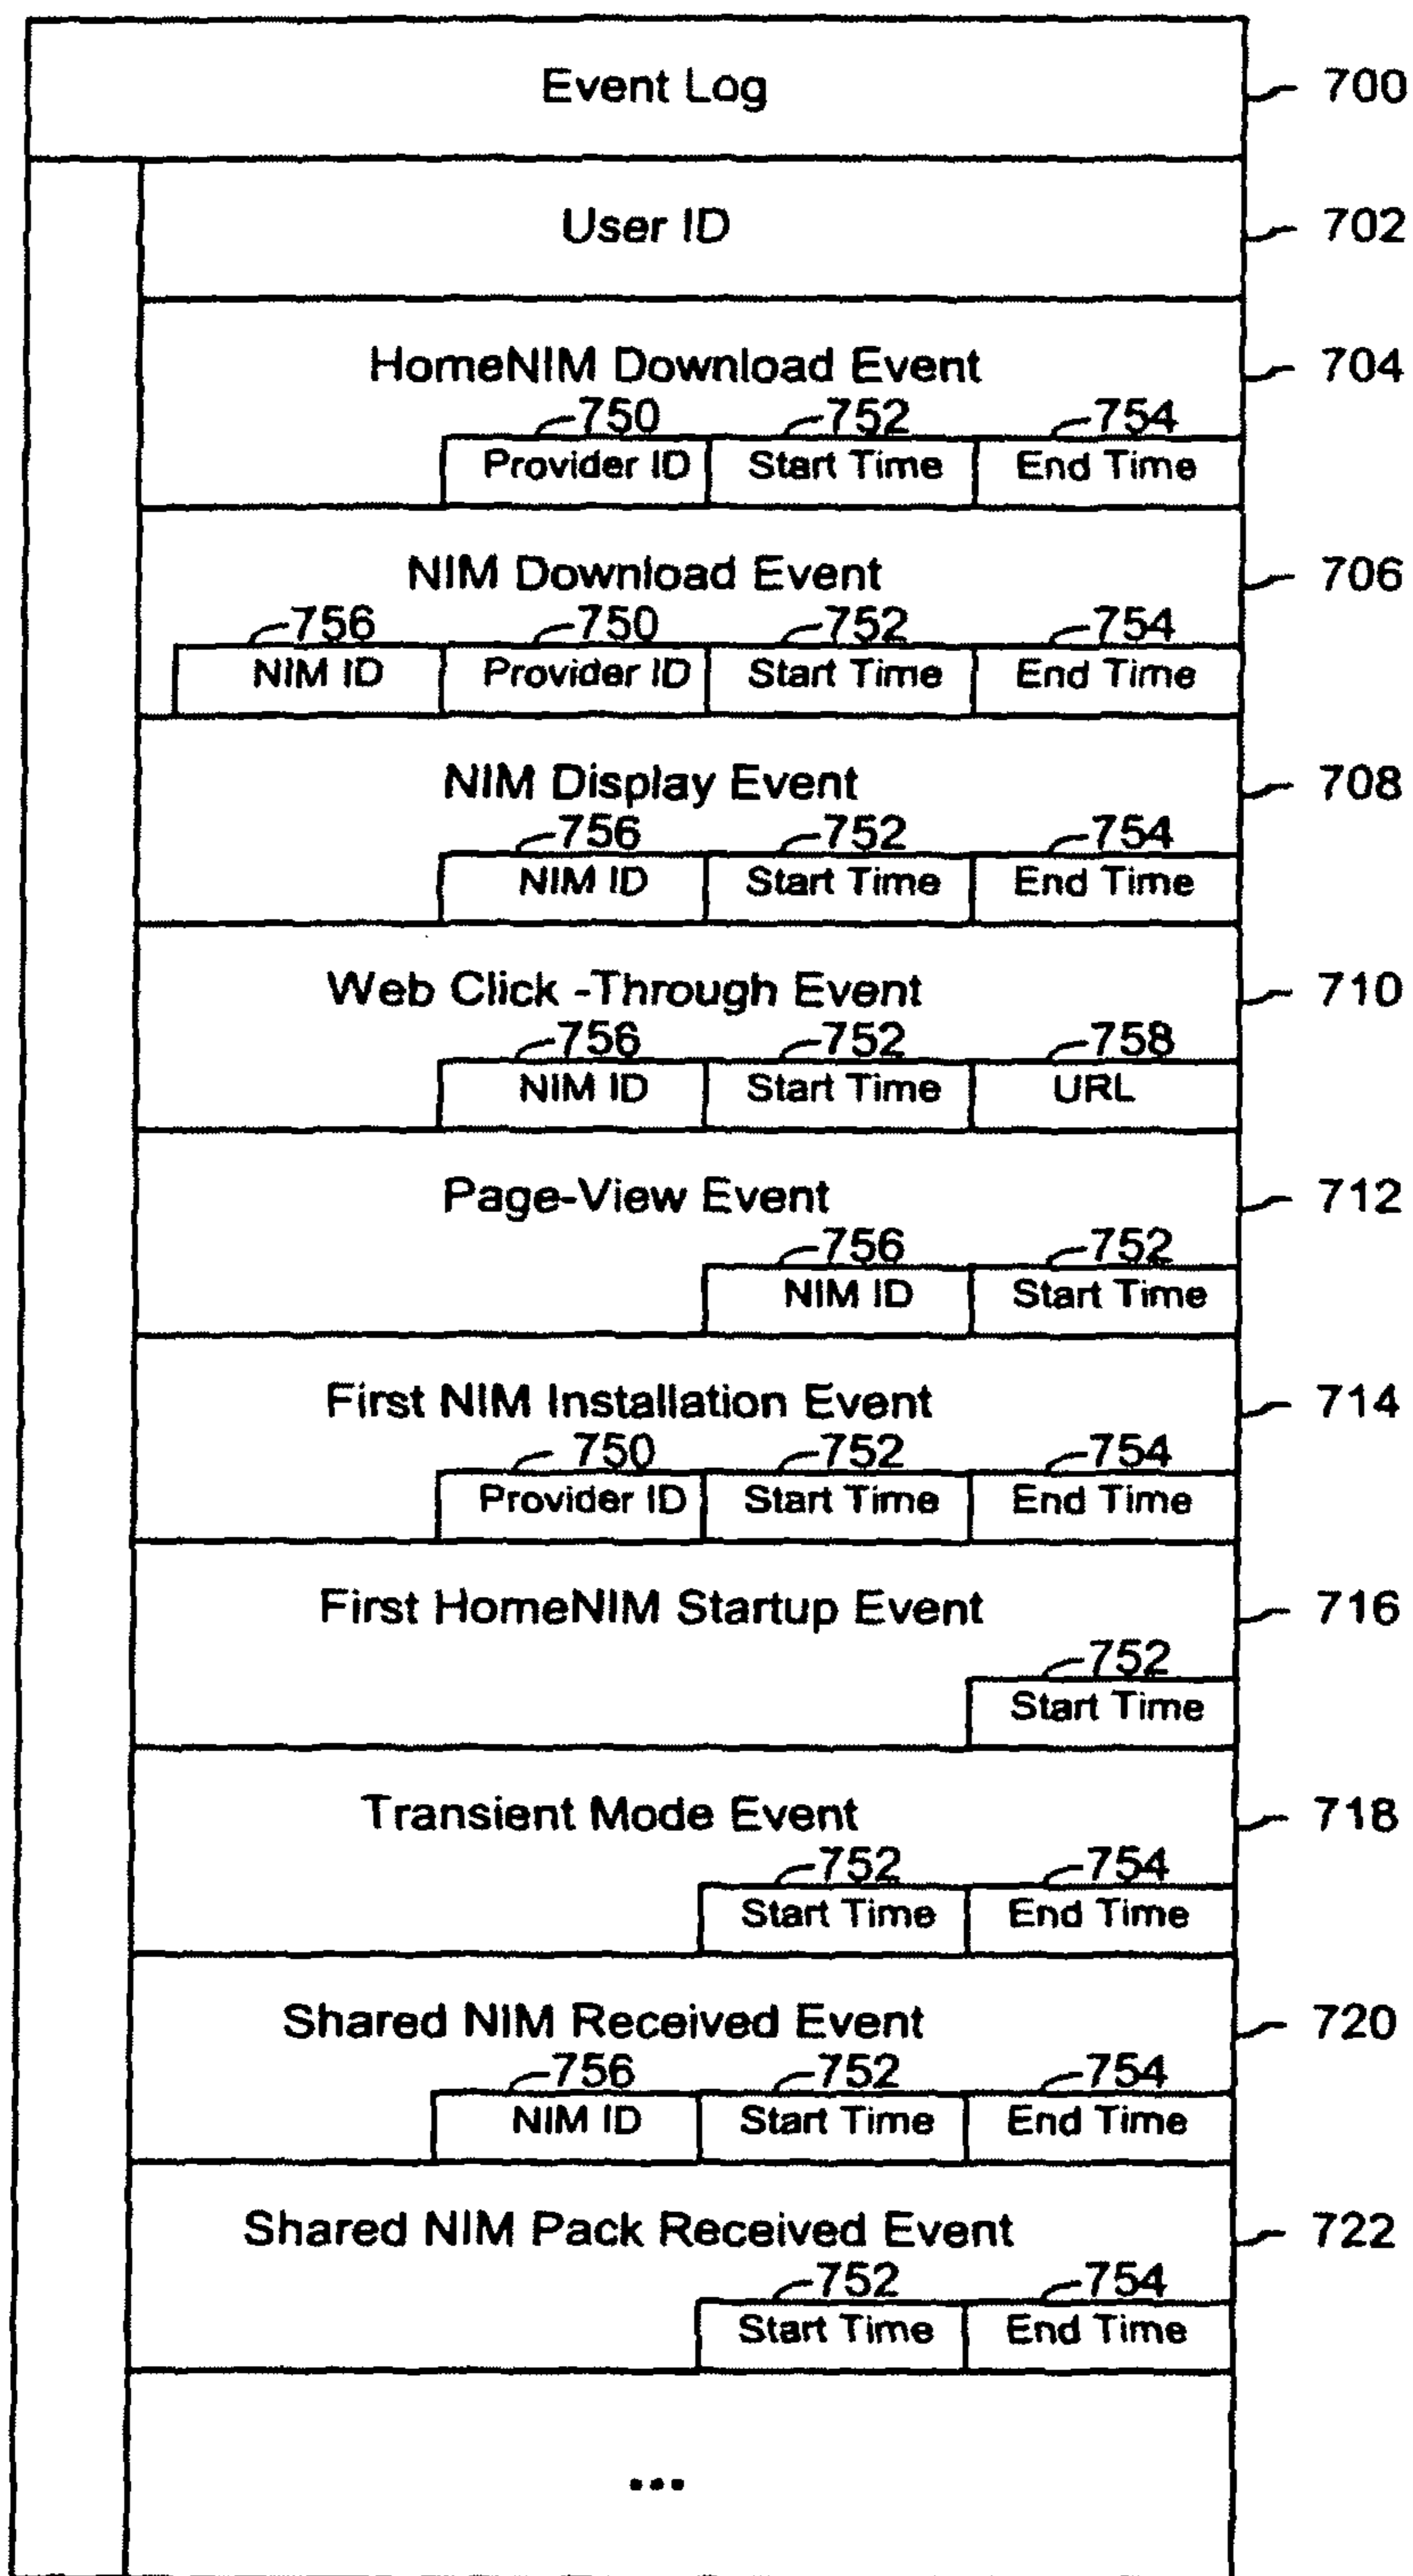 Event Log 700
User ID 702
HomeNIM Download Event 704
750 752 754
Provider ID Start Time End Time
NIM Download Event 706
756 750 752 754
NIM ID Provider ID Start Time End Time
NIM Display Event 708
756 752 754
NIM ID Start Time End Time
Web Click -Through Event 710
756 752 758
NIM ID Start Time URL
Page-View Event 712
756 752
NIM ID Start Time
First NIM Installation Event 714
750 752 754
Provider ID Start Time End Time
First HomeNIM Startup Event 716
752
Start Time
Transient Mode Event 718
752 754
Start Time End Time
Shared NIM Received Event 720
756 752 754
NIM ID Start Time End Time
Shared NIM Pack Received Event 722
752 754
Start Time End Time
...